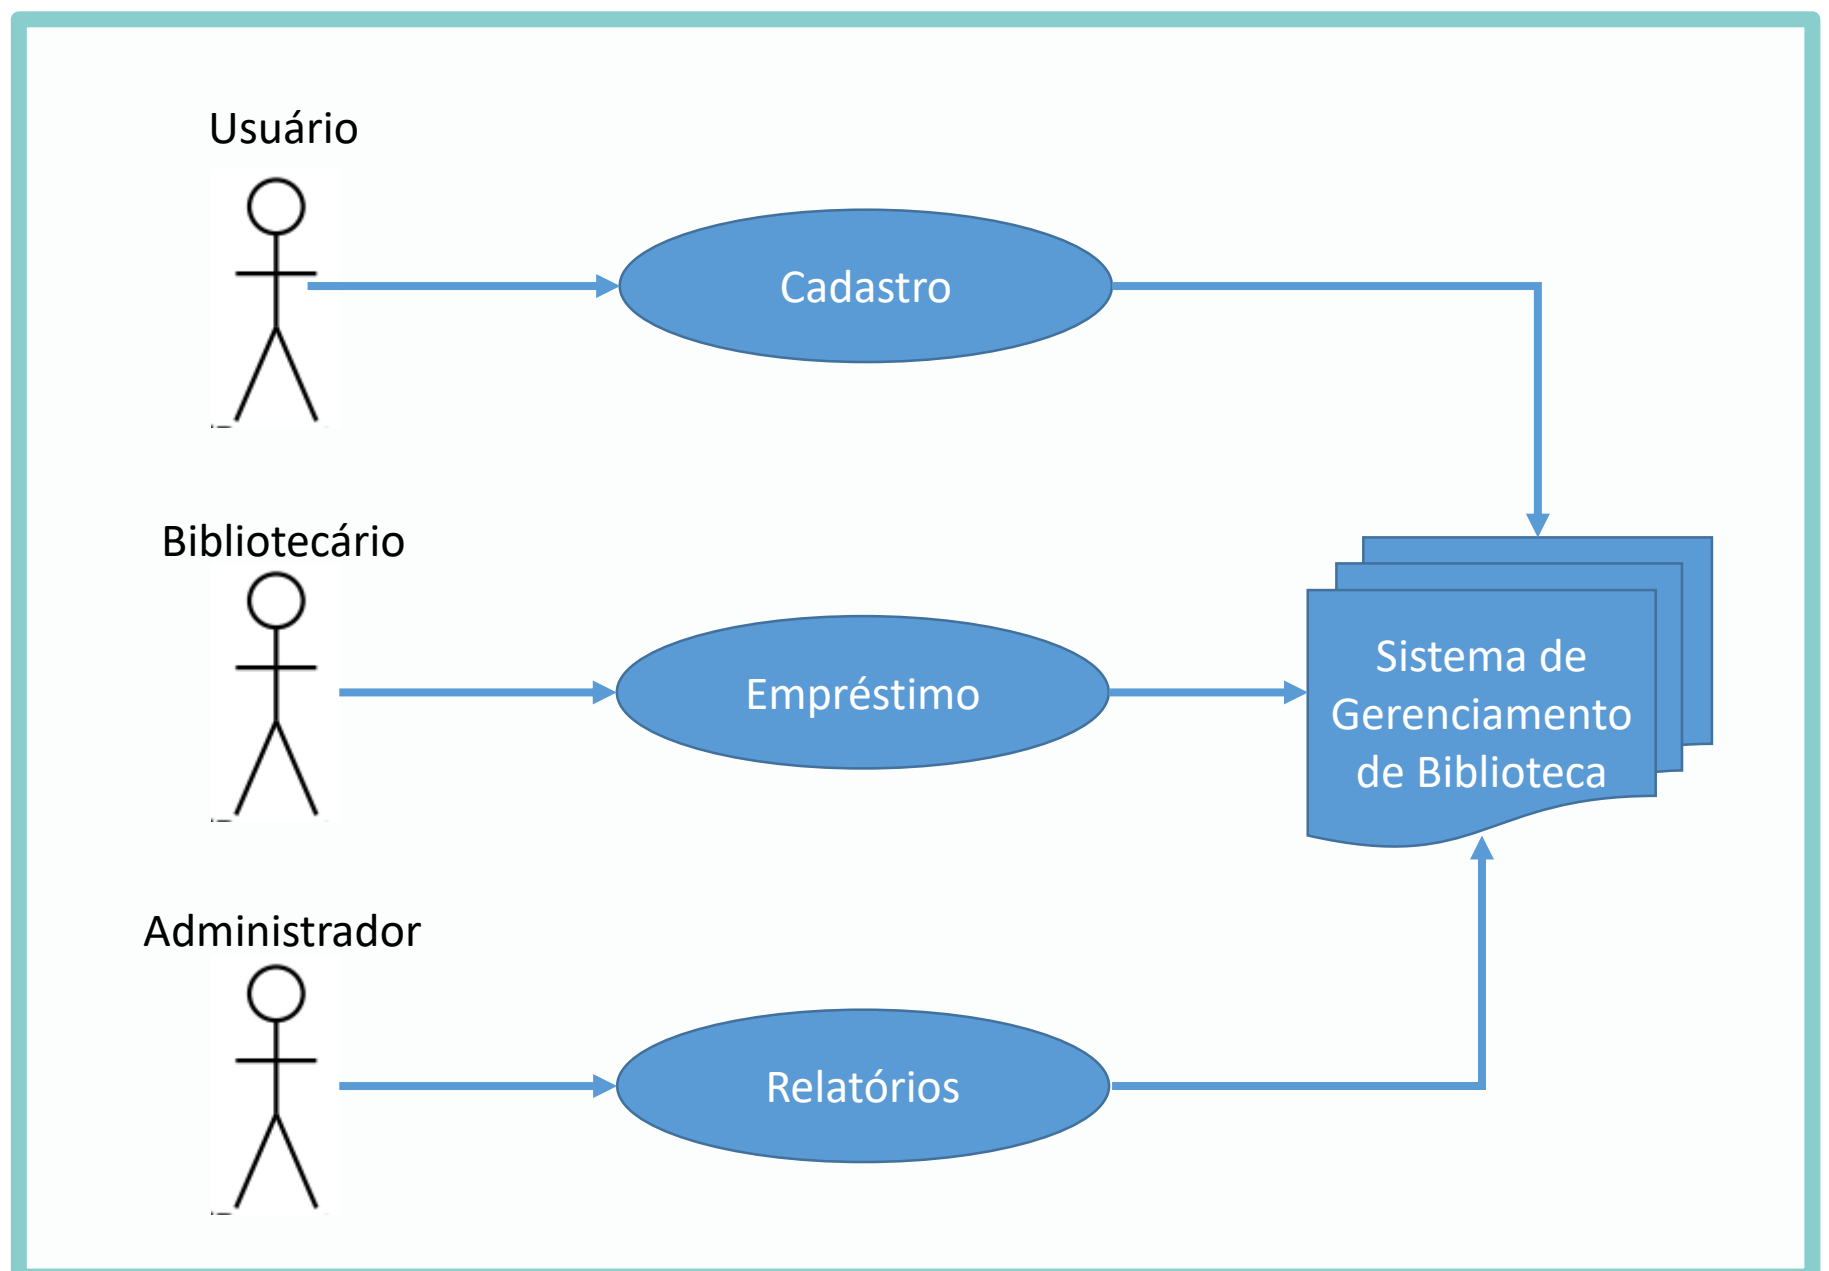 Usuário
Cadastro
Bibliotecário
Empréstimo
Sistema de
Gerenciamento
de Biblioteca
Administrador
Relatórios